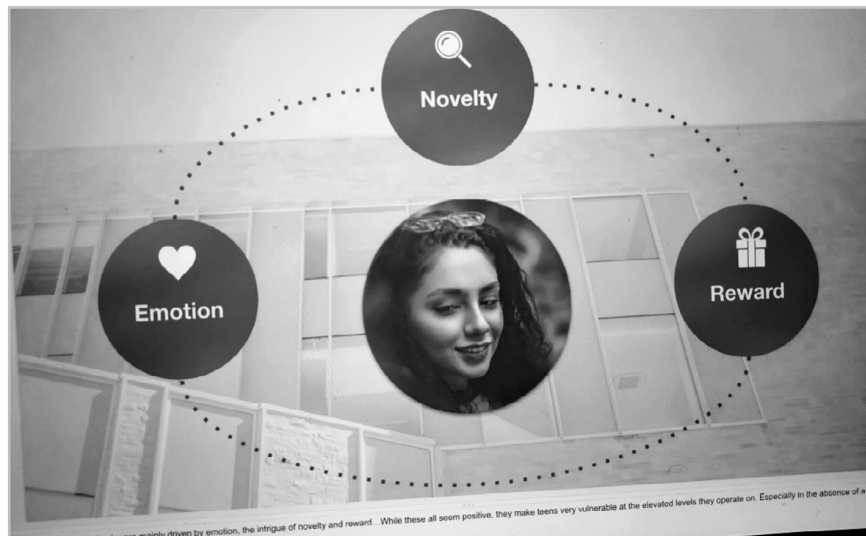 Novelty
Emotion
Reward
are mainly driven by emotion, the intrigue of novelty and reward...While these all seem positive, they make teens very vulnerable at the elevated levels they operate on. Especially in the absence of a